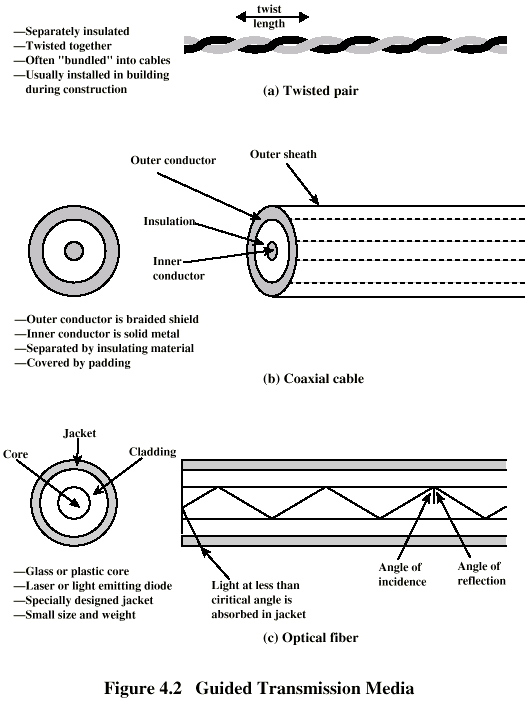 twist
length
—Separately insulated
—Twisted together
—Often "bundled" into cables
—Usually installed in building
during construction
(a) Twisted pair
Outer conductor
Outer sheath
Insulation
Inner
conductor
—Outer conductor is braided shield
—Inner conductor is solid metal
—Separated by insulating material
—Covered by padding
(b) Coaxial cable
Jacket
Core
Cladding
—Glass or plastic core
—Laser or light emitting diode
—Specially designed jacket
—Small size and weight
Light at less than
ciritical angle is
absorbed in jacket
Angle of
incidence
Angle of
reflection
(c) Optical fiber
Figure 4.2 Guided Transmission Media